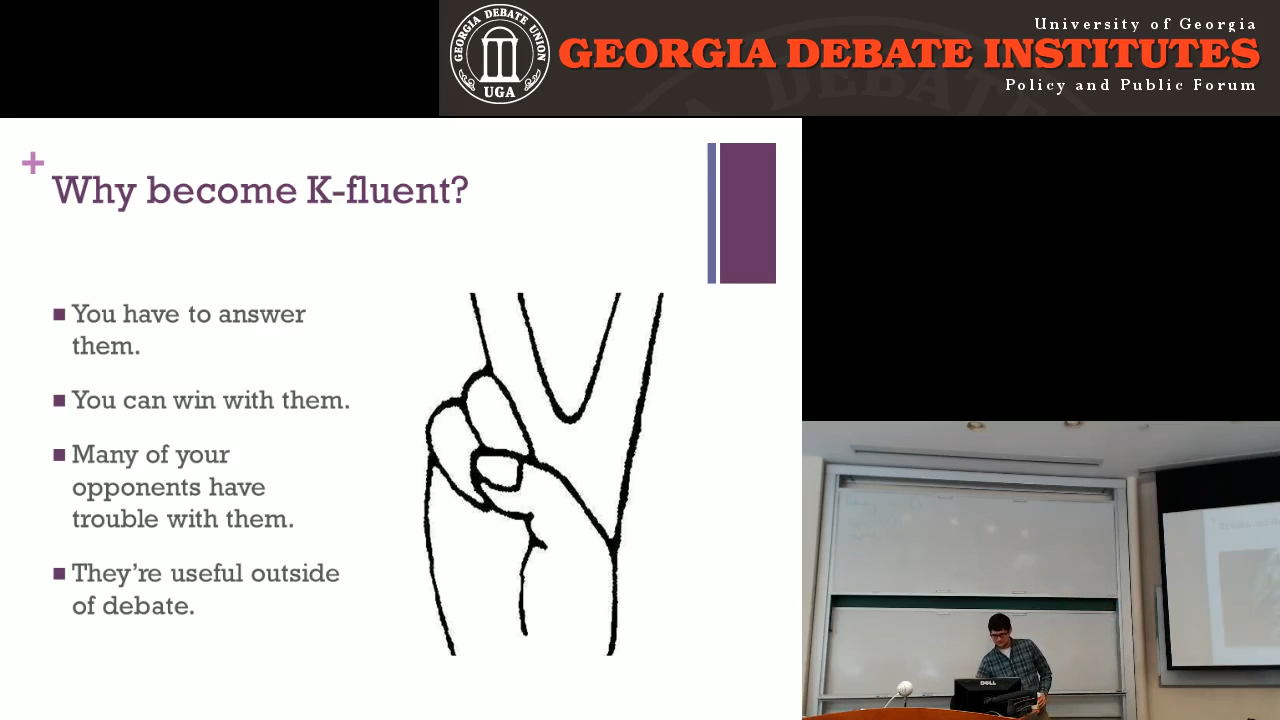 GEORGIA DEBATE UNION
UGA
University of Georgia
GEORGIA DEBATE INSTITUTES
Policy and Public Forum
+
Why become K-fluent?
You have to answer
them.
You can win with them.
Many of your
opponents have
trouble with them.
They're useful outside
of debate.
DELL